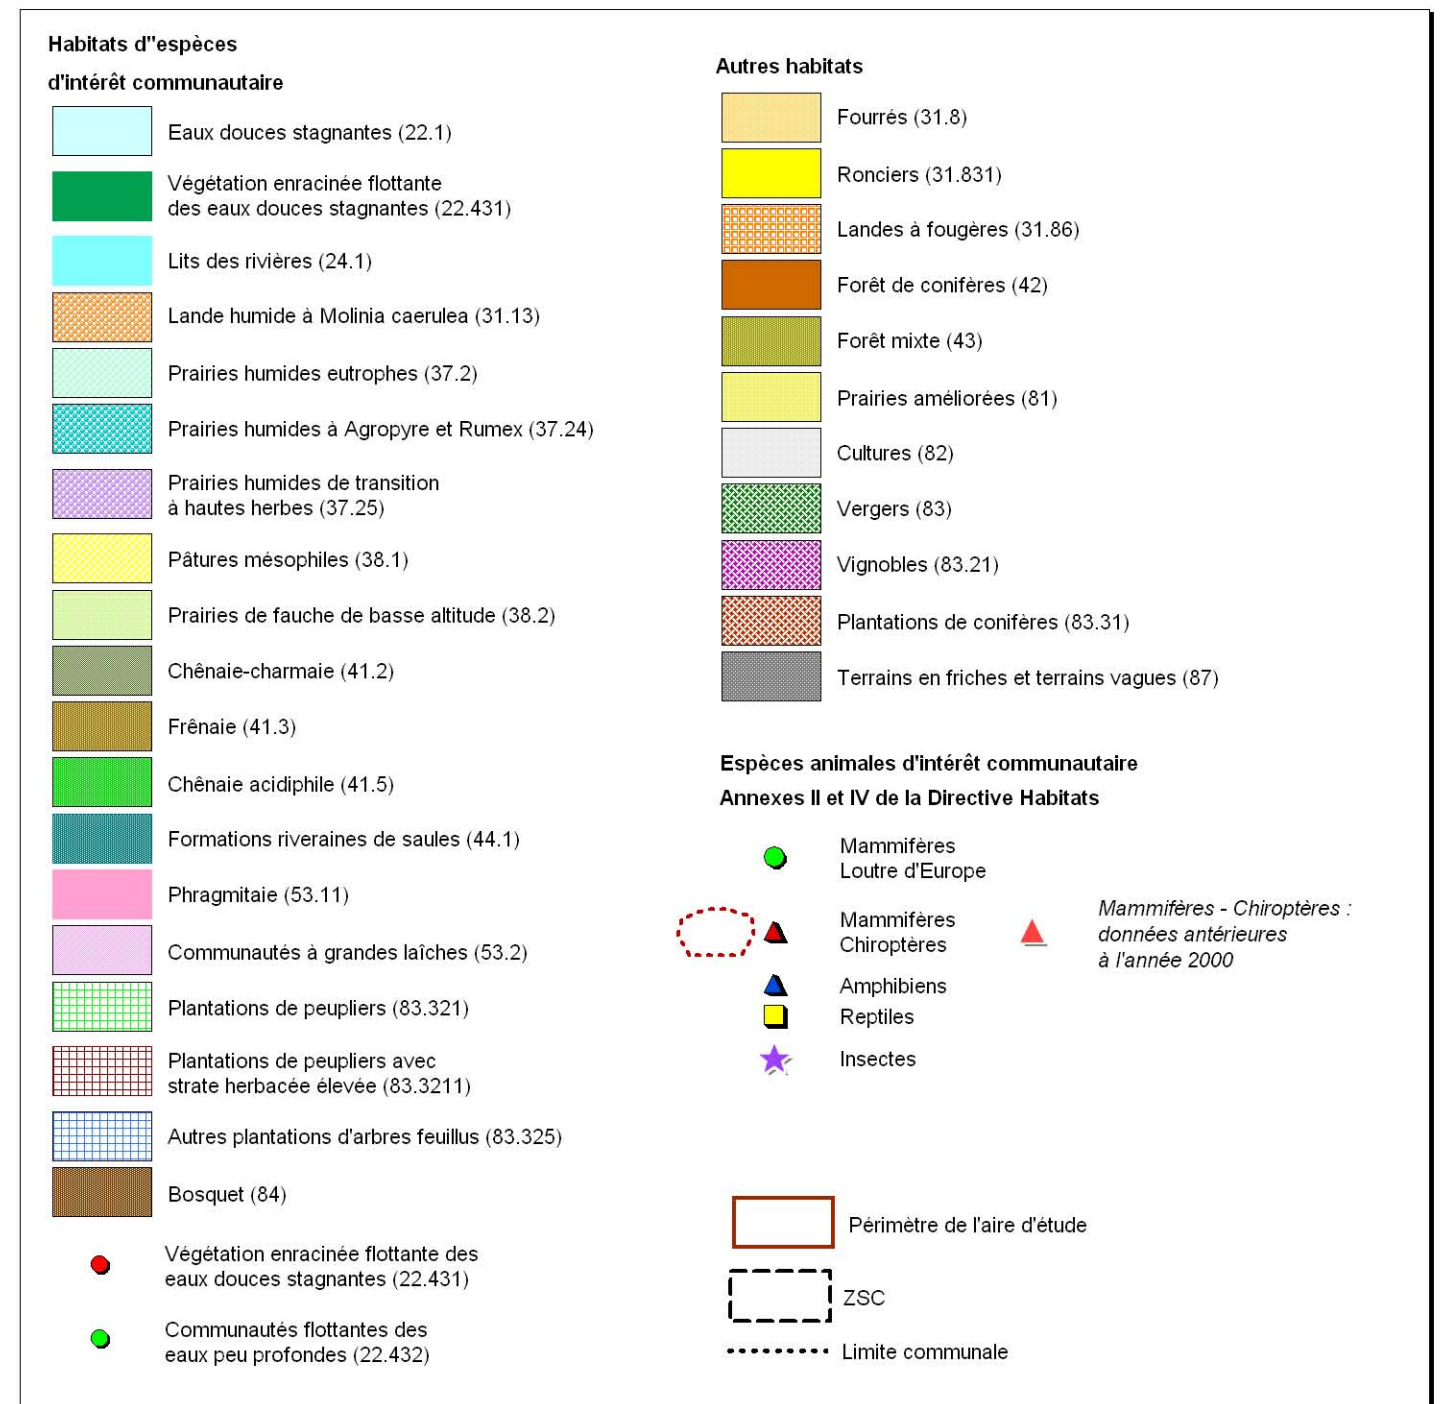 Habitats d"espèces
d'intérêt communautaire
Eaux douces stagnantes (22.1)
Végétation enracinée flottante
des eaux douces stagnantes (22.431)
Lits des rivières (24.1)
Lande humide à Molinia caerulea (31.13)
Prairies humides eutrophes (37.2)
Prairies humides à Agropyre et Rumex (37.24)
Prairies humides de transition
à hautes herbes (37.25)
Pâtures mésophiles (38.1)
Prairies de fauche de basse altitude (38.2)
Chênaie-charmaie (41.2)
Frênaie (41.3)
Chênaie acidiphile (41.5)
Formations riveraines de saules (44.1)
Phragmitaie (53.11)
Communautés à grandes laîches (53.2)
Plantations de peupliers (83.321)
Plantations de peupliers avec
strate herbacée élevée (83.3211)
Autres plantations d'arbres feuillus (83.325)
Bosquet (84)
Végétation enracinée flottante des
eaux douces stagnantes (22.431)
Communautés flottantes des
eaux peu profondes (22.432)
Autres habitats
Fourrés (31.8)
Ronciers (31.831)
Landes à fougères (31.86)
Forêt de conifères (42)
Forêt mixte (43)
Prairies améliorées (81)
Cultures (82)
Vergers (83)
Vignobles (83.21)
Plantations de conifères (83.31)
Terrains en friches et terrains vagues (87)
Espèces animales d'intérêt communautaire
Annexes II et IV de la Directive Habitats
Mammifères
Loutre d'Europe
Mammifères
Chiroptères
Mammifères - Chiroptères :
données antérieures
à l'année 2000
Amphibiens
Reptiles
Insectes
Périmètre de l'aire d'étude
ZSC
Limite communale